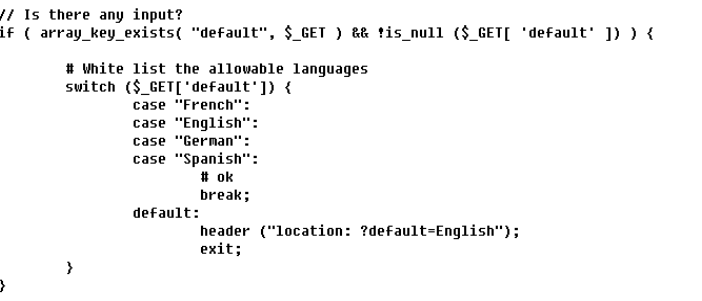 // Is there any input?
if ( array_key_exists( "default", $_GET ) && !is_null ($_GET[ 'default' ]) ) {
# White list the allowable languages
switch ($_GET['default']) {
case "French":
case "English":
case "German":
case "Spanish":
# ok
break;
default:
header ("location: ?default=English");
exit;
}
}